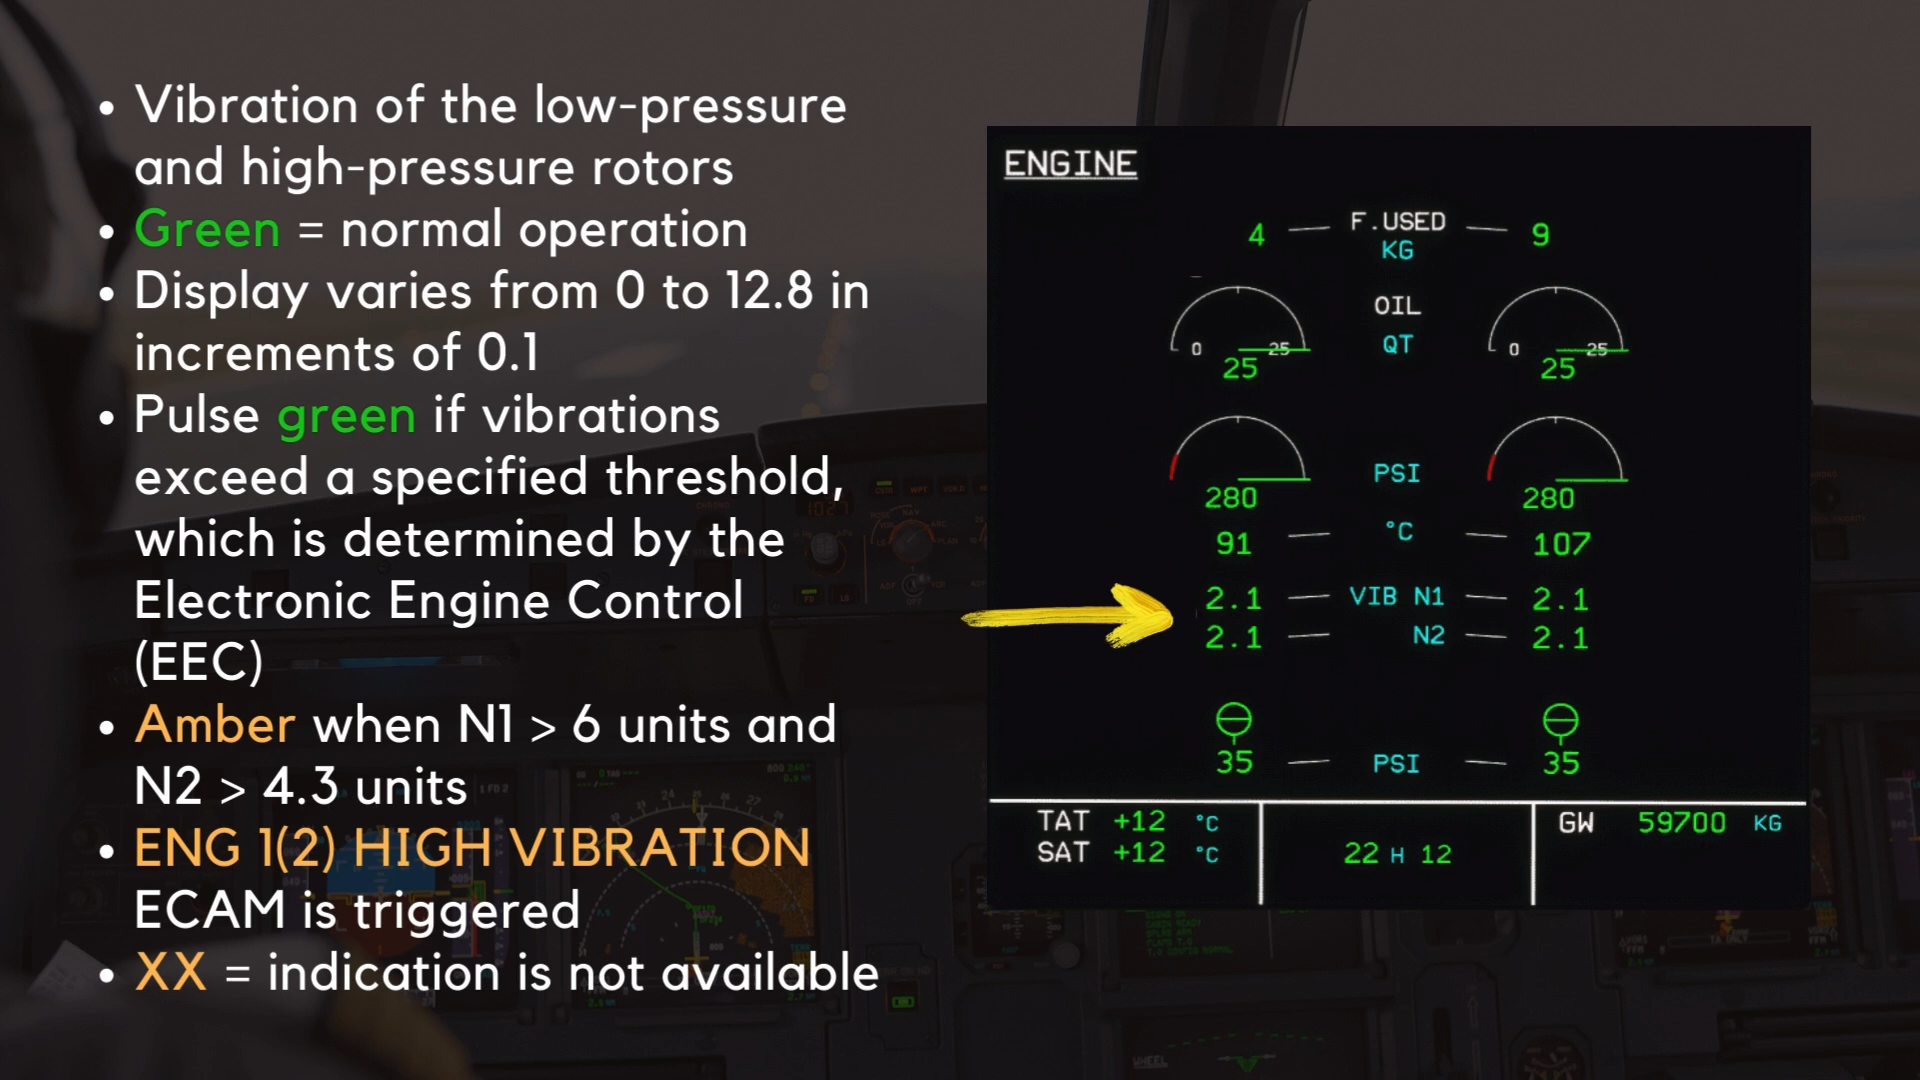 • Vibration of the low-pressure
and high-pressure rotors
• Green = normal operation
• Display varies from 0 to 12.8 in
increments of 0.1
• Pulse green if vibrations
exceed a specified threshold,
which is determined by the
Electronic Engine Control
(EEC)
• Amber when N1 > 6 units and
N2 > 4.3 units
• ENG 1(2) HIGH VIBRATION
ECAM is triggered
• XX = indication is not available
ENGINE
4 F.USED 9
KG
OIL
0 25 QT 0 25
25 25
PSI
280 280
91 °C 107
2.1 VIB N1 2.1
2.1 N2 2.1
35 PSI 35
TAT +12 °C
SAT +12 °C
22 H 12
GW 59700 KG
WHEEL